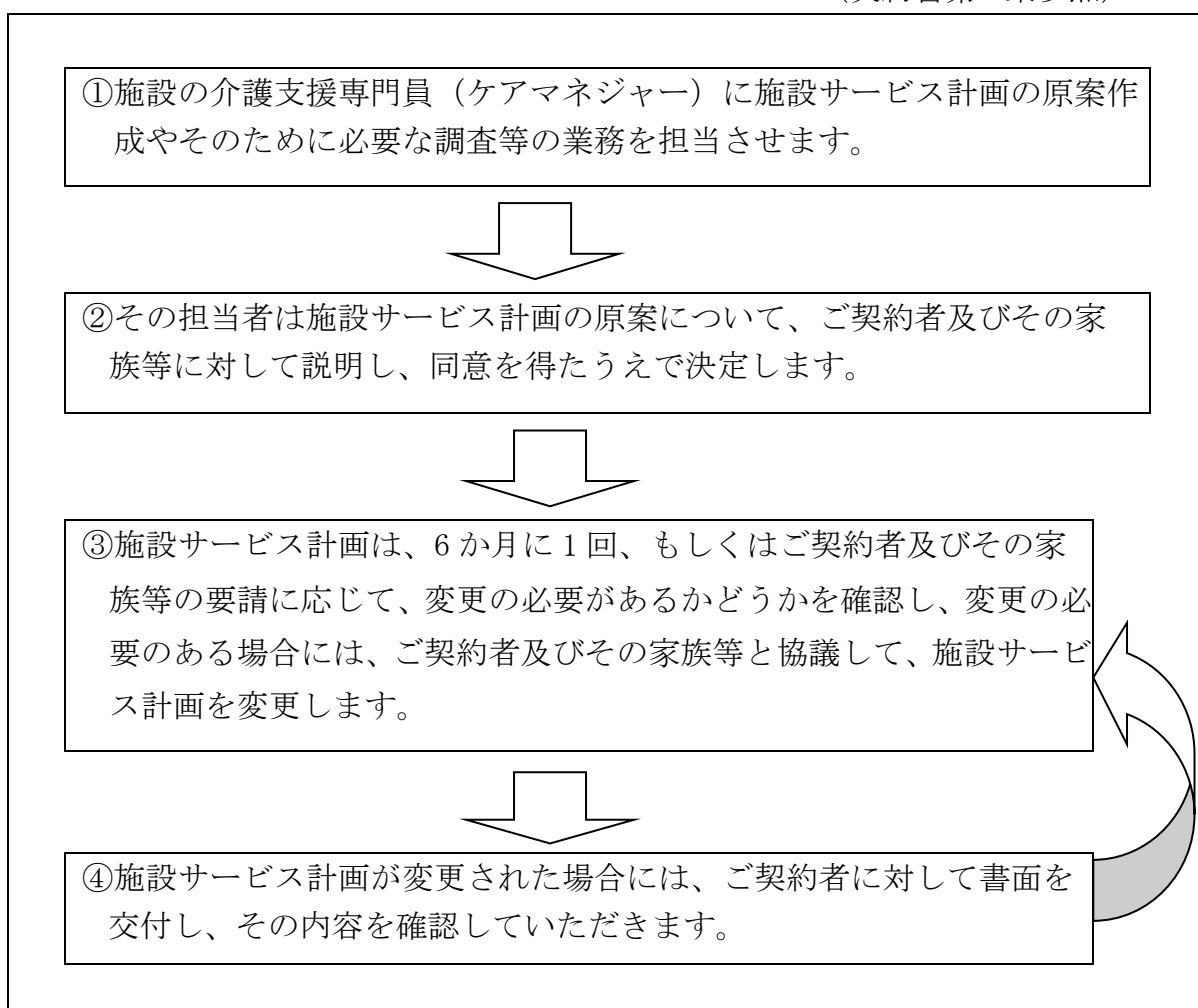 ①施設の介護支援専門員（ケアマネジャー）に施設サービス計画の原案作
成やそのために必要な調査等の業務を担当させます。
②その担当者は施設サービス計画の原案について、ご契約者及びその家
族等に対して説明し、同意を得たうえで決定します。
③施設サービス計画は、6 か月に 1 回、もしくはご契約者及びその家
族等の要請に応じて、変更の必要があるかどうかを確認し、変更の必
要のある場合には、ご契約者及びその家族等と協議して、施設サービ
ス計画を変更します。
④施設サービス計画が変更された場合には、ご契約者に対して書面を
交付し、その内容を確認していただきます。